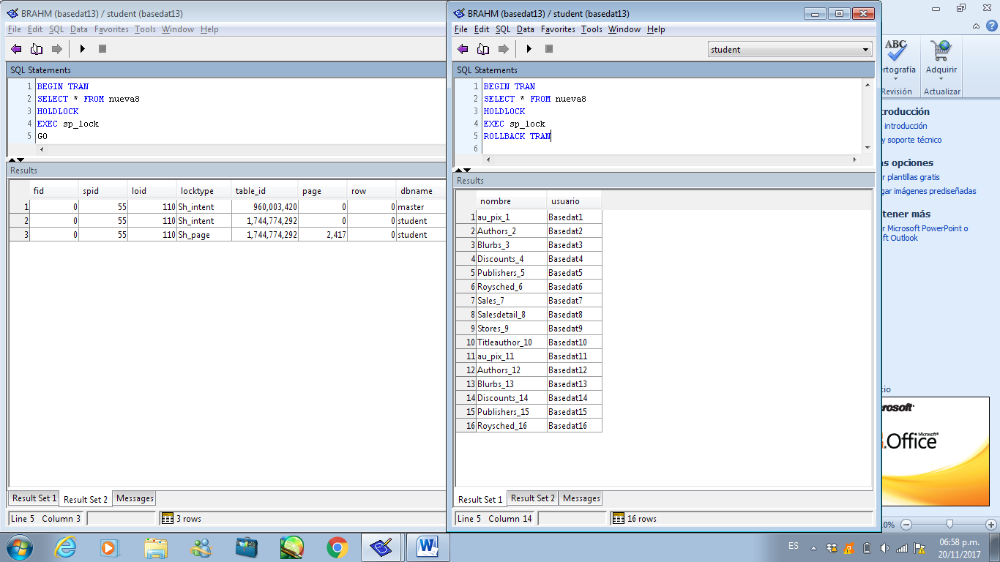 BRAHM (basedat13) / student (basedat13)
File Edit SQL Data Favorites Tools Window Help
SQL Statements
1 BEGIN TRAN
2 SELECT * FROM nueva8
3 HOLDLOCK
4 EXEC sp_lock
5 GO
Results
fid spid loid locktype table_id page row dbname
1 0 55 110 Sh_intent 960,003,420 0 0 master
2 0 55 110 Sh_intent 1,744,774,292 0 0 student
3 0 55 110 Sh_page 1,744,774,292 2,417 0 student
Result Set 1 Result Set 2 Messages
Line 5 Column 3 3 rows
BRAHM (basedat13) / student (basedat13)
File Edit SQL Data Favorites Tools Window Help
student
SQL Statements
1 BEGIN TRAN
2 SELECT * FROM nueva8
3 HOLDLOCK
4 EXEC sp_lock
5 ROLLBACK TRAN
6
Results
nombre usuario
1 au_pix_1 Basedat1
2 Authors_2 Basedat2
3 Blurbs_3 Basedat3
4 Discounts_4 Basedat4
5 Publishers_5 Basedat5
6 Roysched_6 Basedat6
7 Sales_7 Basedat7
8 Salesdetail_8 Basedat8
9 Stores_9 Basedat9
10 Titleauthor_10 Basedat10
11 au_pix_11 Basedat11
12 Authors_12 Basedat12
13 Blurbs_13 Basedat13
14 Discounts_14 Basedat14
15 Publishers_15 Basedat15
16 Roysched_16 Basedat16
Result Set 1 Result Set 2 Messages
Line 5 Column 14 16 rows
ABC
rtografía Adquirir
Revisión Actualizar
troducción
introducción
y soporte técnico
as opciones
r plantillas gratis
gar imágenes prediseñadas
tener más
r Microsoft PowerPoint o
ft Outlook
cio
crosoft®
Microsoft®
.Office
0%
ES
06:58 p.m.
20/11/2017